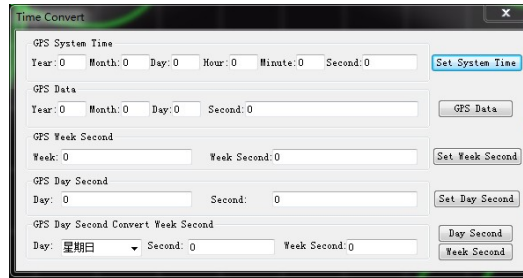 Time Convert
x
GPS System Time
Year: 0 Month: 0 Day: 0 Hour: 0 Minute: 0 Second: 0 Set System Time
GPS Data
Year: 0 Month: 0 Day: 0 Second: 0 GPS Data
GPS Week Second
Week: 0 Week Second: 0 Set Week Second
GPS Day Second
Day: 0 Second: 0 Set Day Second
GPS Day Second Convert Week Second
Day: 星期日 Second: 0 Week Second: 0 Day Second
Week Second